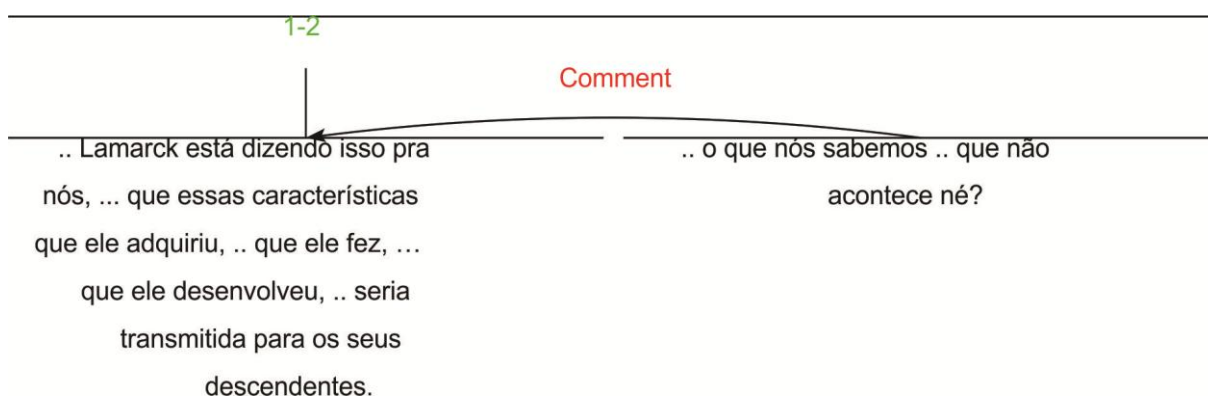 1-2
Comment
.. Lamarck está dizendo isso pra
nós, ... que essas características
que ele adquiriu, .. que ele fez, ...
que ele desenvolveu, .. seria
transmitida para os seus
descendentes.
.. o que nós sabemos .. que não
acontece né?